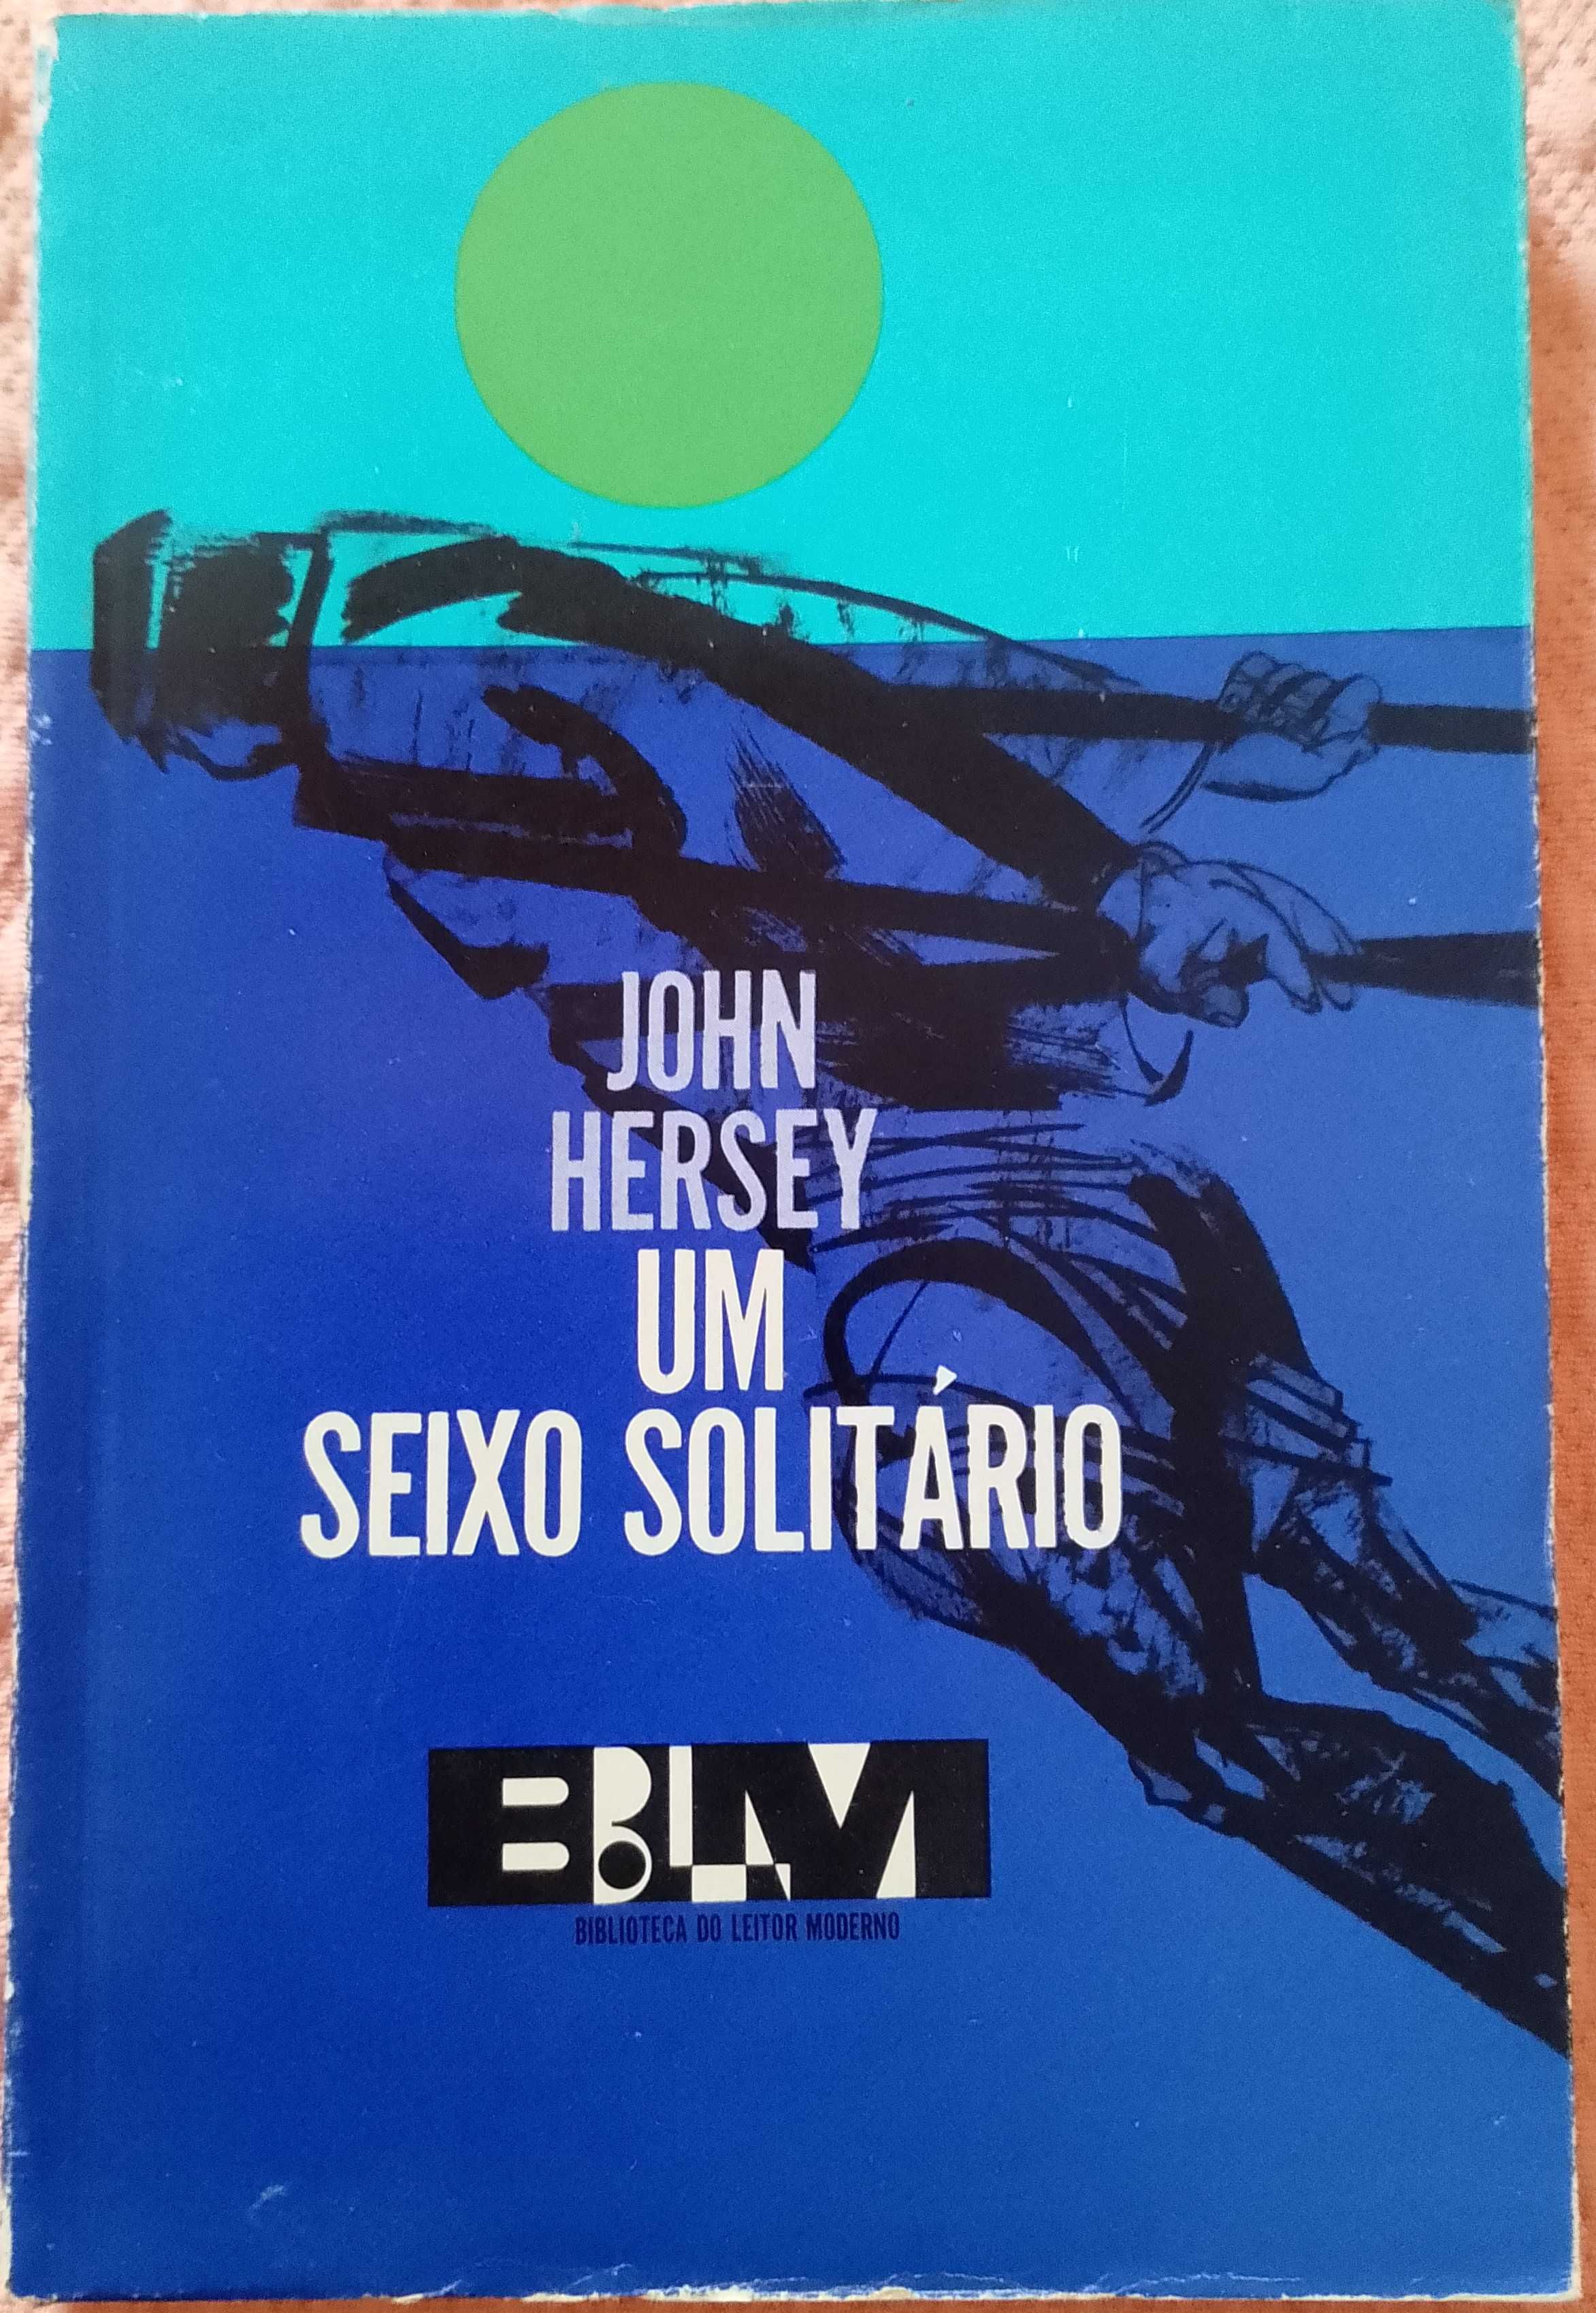 JOHN
HERSEY
UM
SEIXO SOLITÁRIO
BLM
BIBLIOTECA DO LEITOR MODERNO